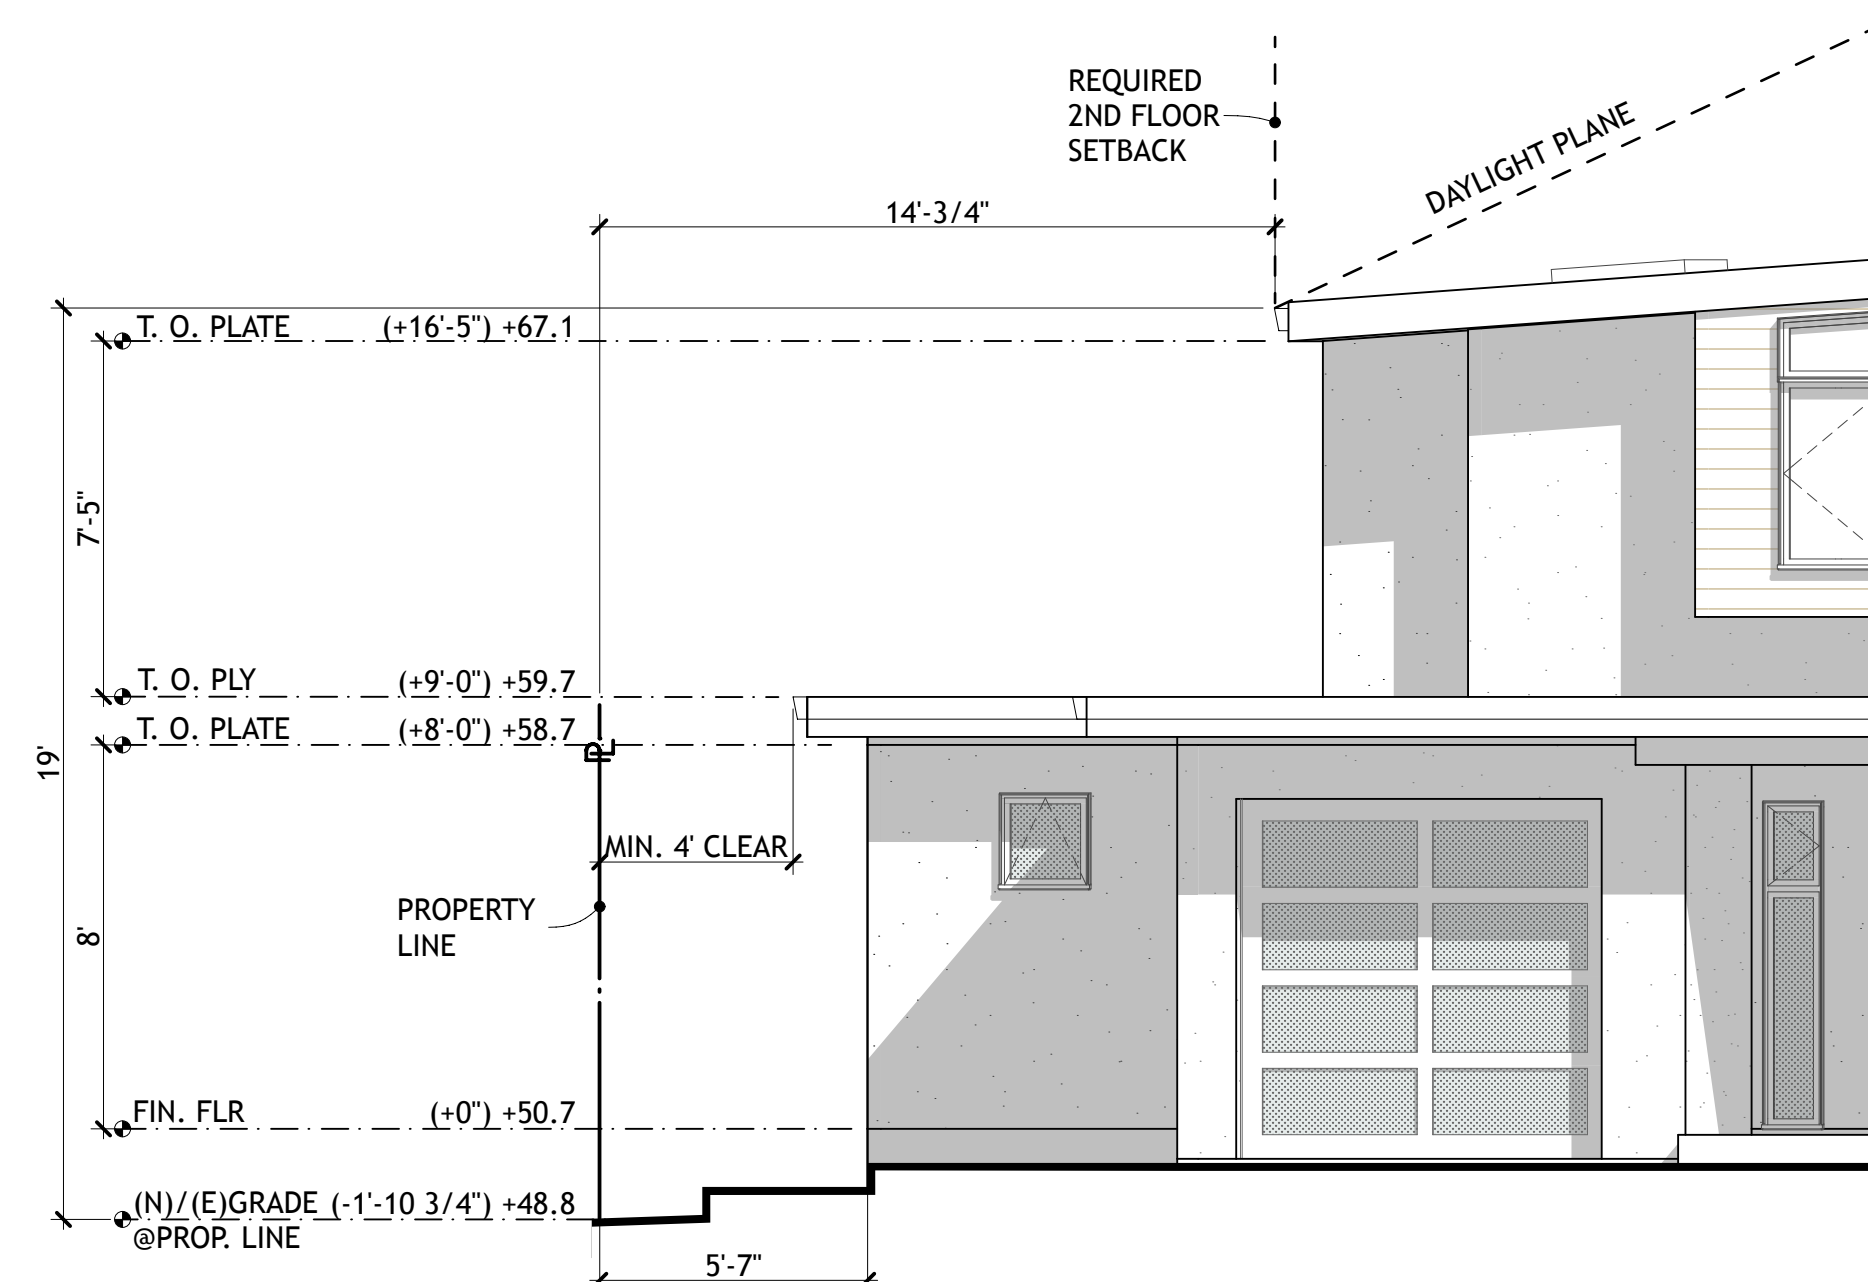 REQUIRED
2ND FLOOR
SETBACK
DAYLIGHT PLANE
14'-3/4"
T. O. PLATE (+16'-5") +67.1
7'-5"
T. O. PLY (+9'-0") +59.7
T. O. PLATE (+8'-0") +58.7
19'
MIN. 4' CLEAR
PROPERTY
LINE
8'
FIN. FLR (+0") +50.7
(N)/(E)GRADE (-1'-10 3/4") +48.8
@PROP. LINE
5'-7"